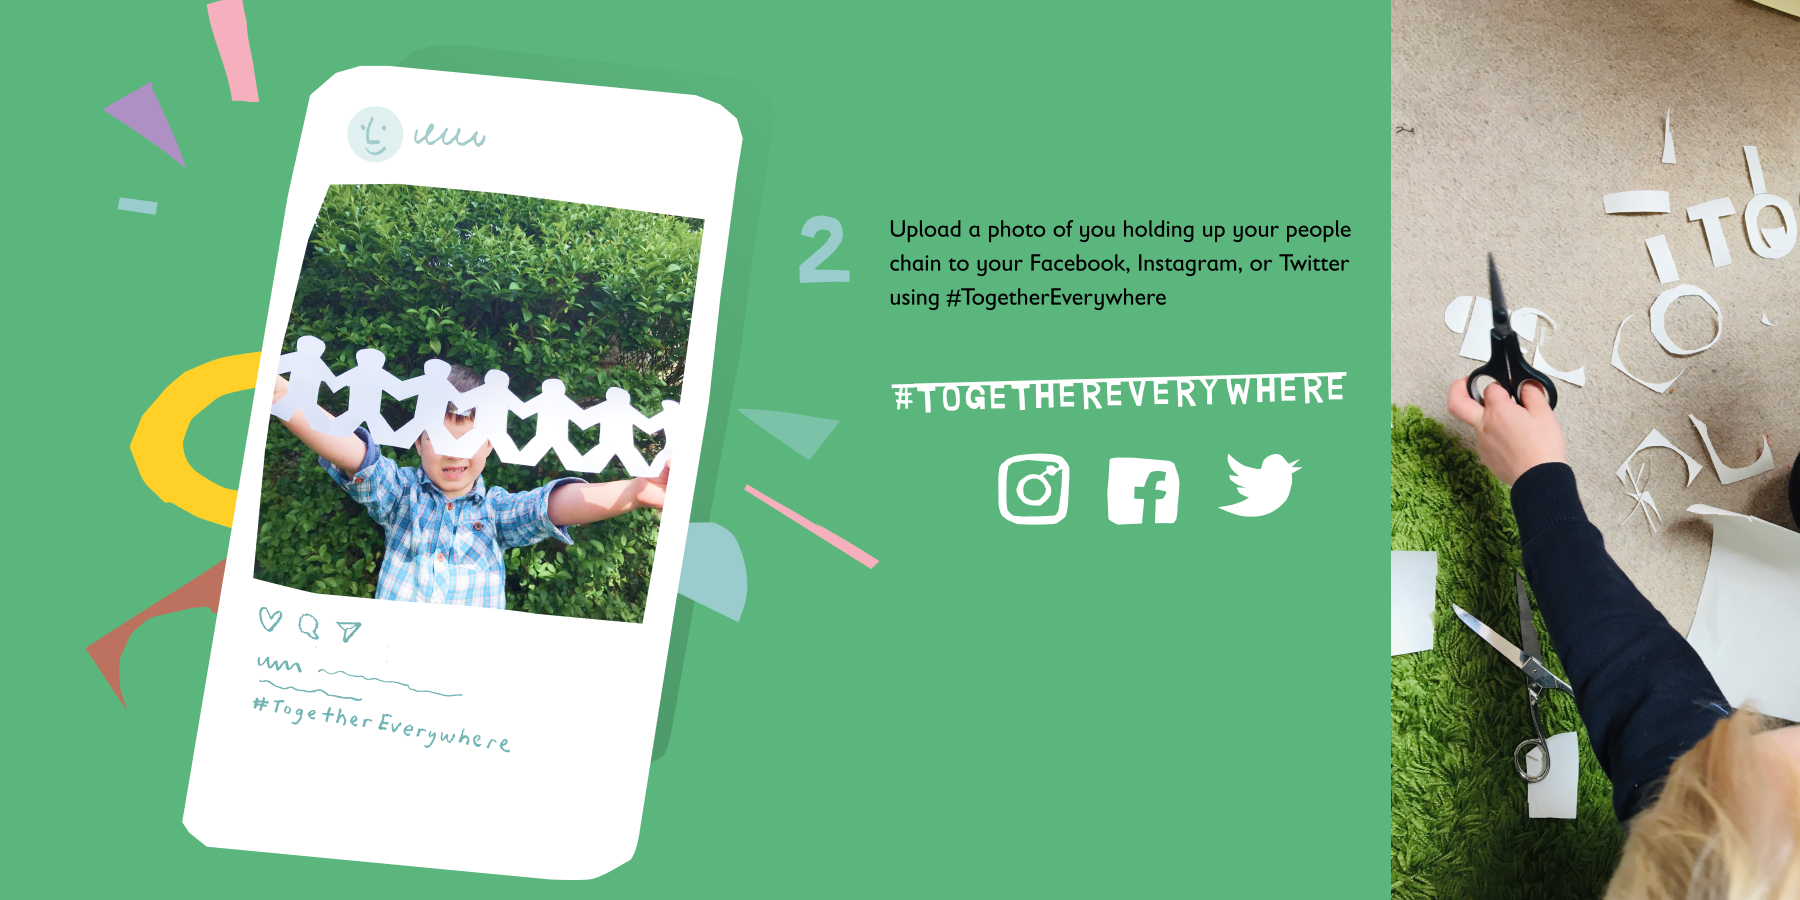 #TogetherEverywhere
2
Upload a photo of you holding up your people
chain to your Facebook, Instagram, or Twitter
using #TogetherEverywhere
#TOGETHEREVERYWHERE